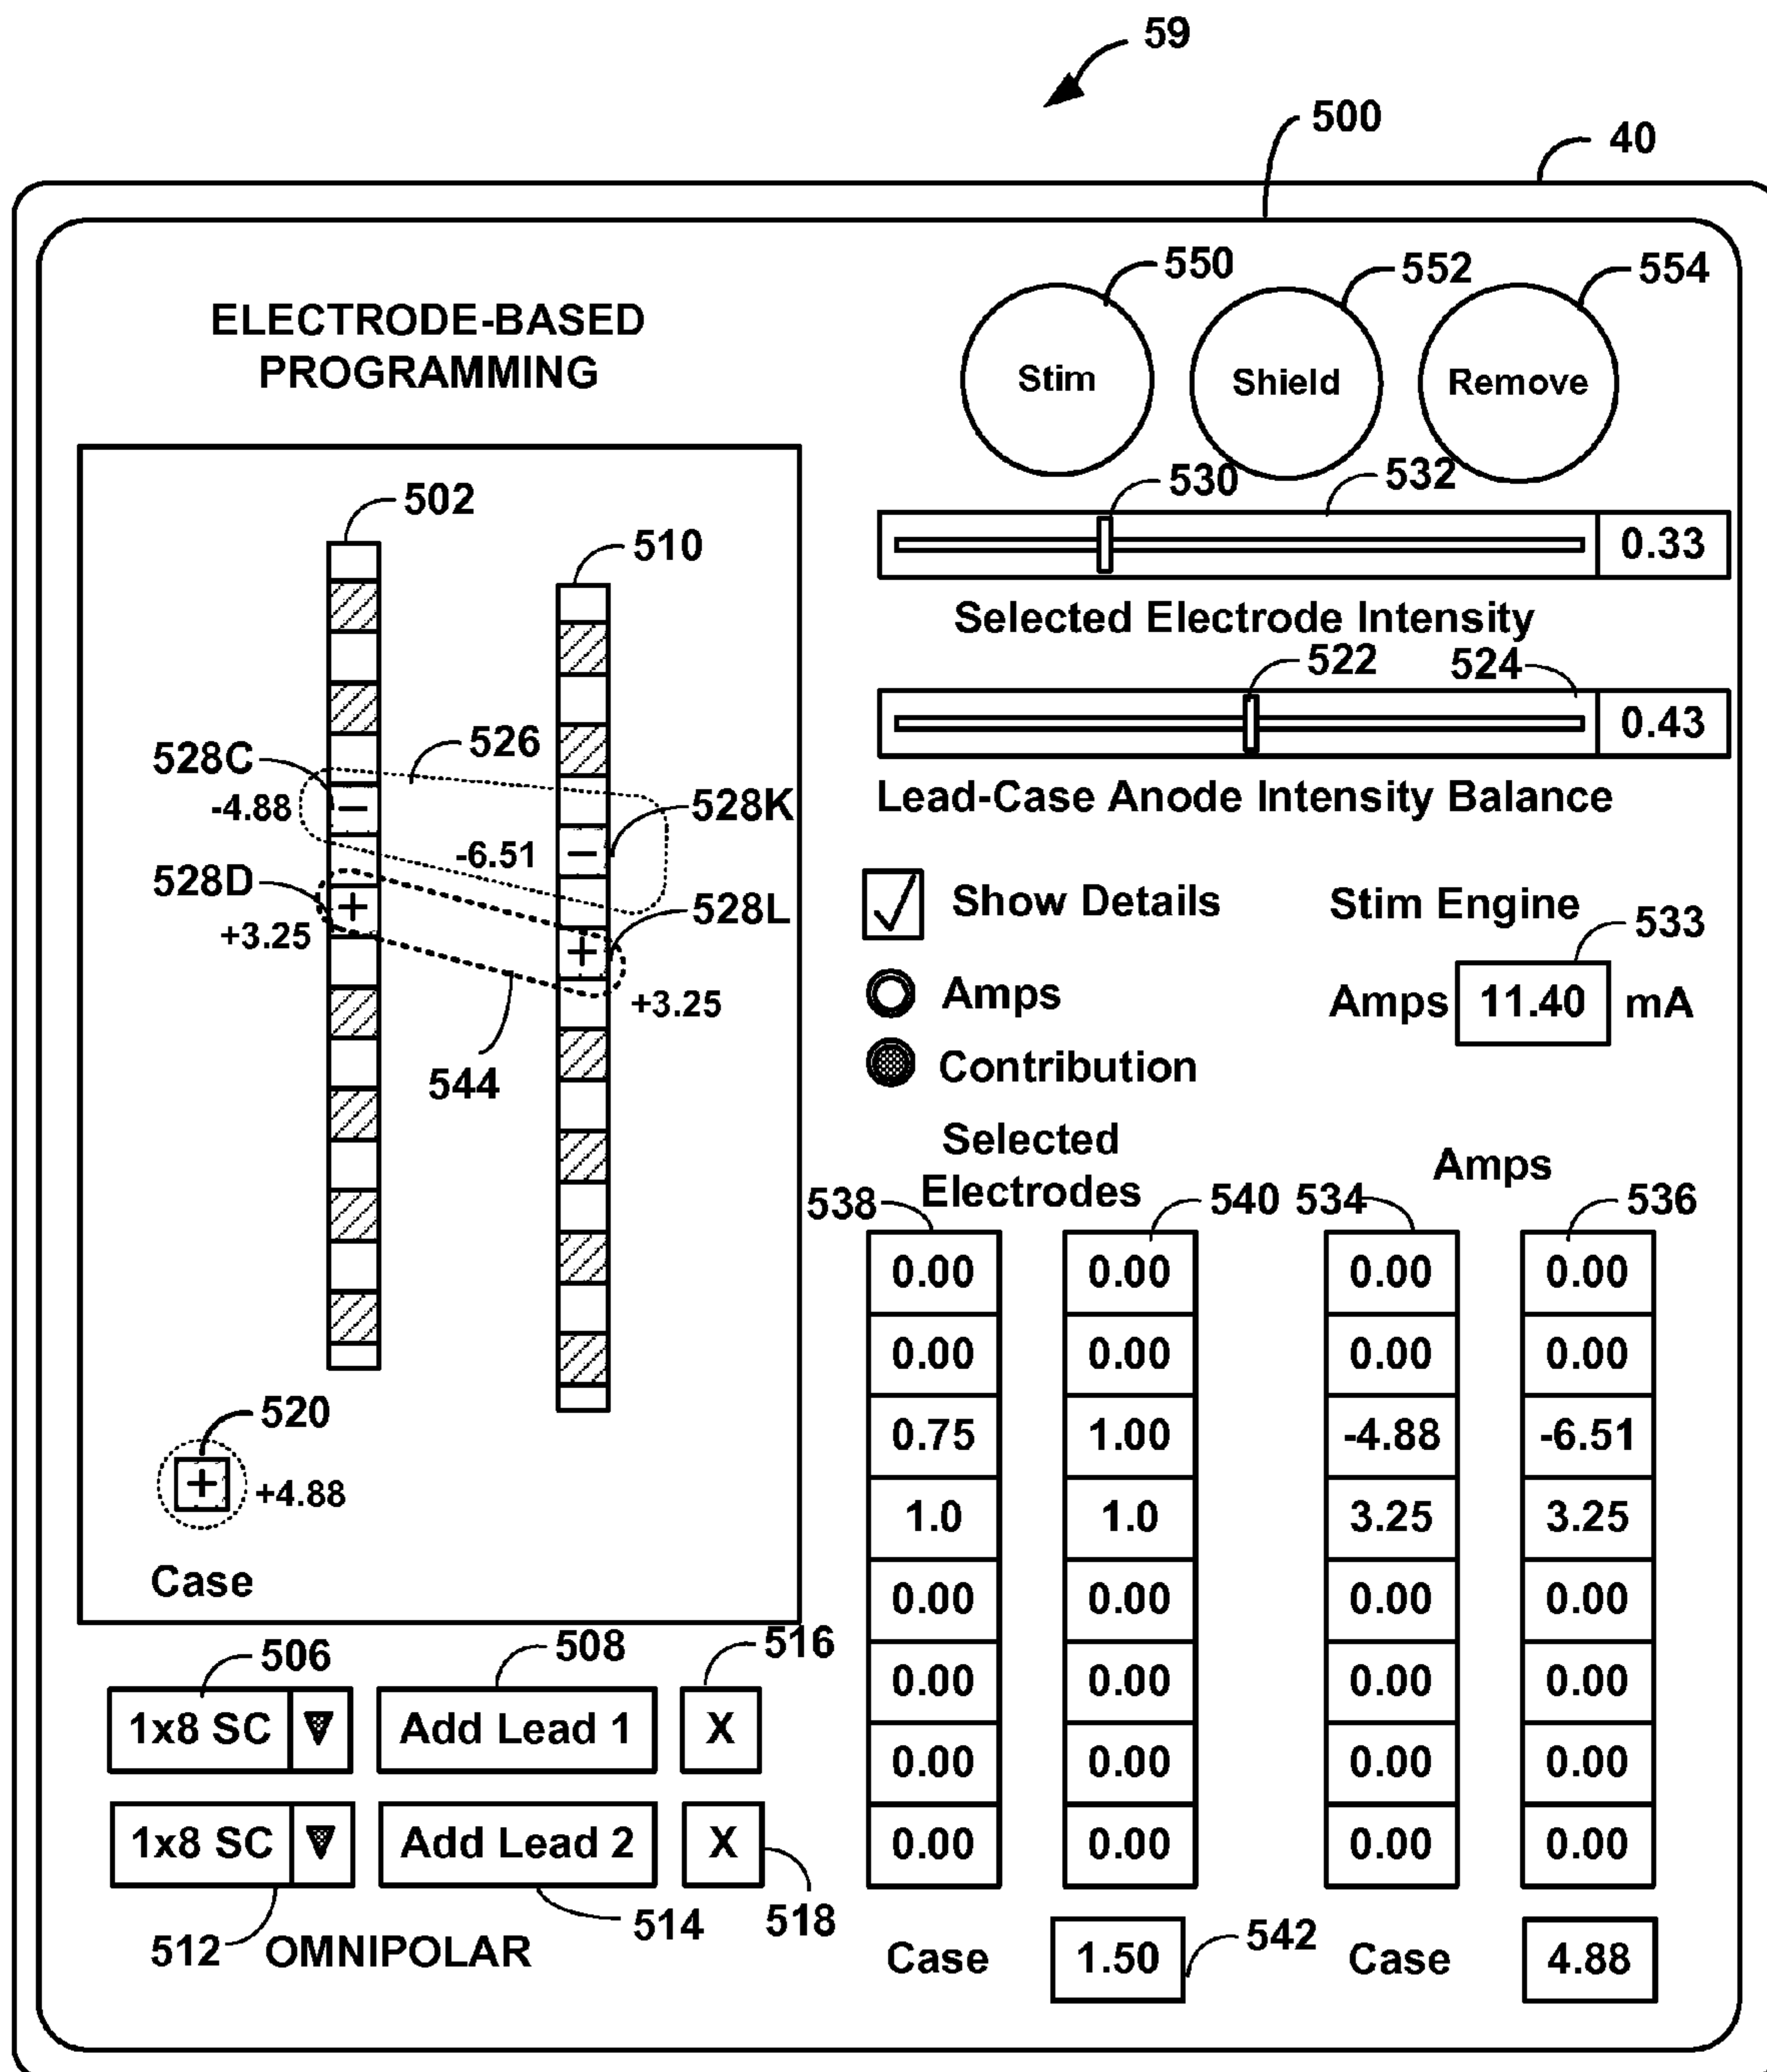 59
500
40
550
552
554
ELECTRODE-BASED
PROGRAMMING
Stim
Shield
Remove
530
532
502
510
0.33
Selected Electrode Intensity
522
524
0.43
Lead-Case Anode Intensity Balance
528C
526
-4.88
−
528K
-6.51
−
528D
+
528L
+3.25
+
+3.25
544
✓ Show Details
Stim Engine
533
Amps
Amps 11.40 mA
Contribution
Selected
Electrodes
Amps
538
540
534
536
0.00 0.00 0.00 0.00
0.00 0.00 0.00 0.00
0.75 1.00 -4.88 -6.51
1.0 1.0 3.25 3.25
0.00 0.00 0.00 0.00
0.00 0.00 0.00 0.00
0.00 0.00 0.00 0.00
0.00 0.00 0.00 0.00
Case 1.50 542 Case 4.88
520
+ +4.88
Case
506
508
516
1x8 SC Add Lead 1 X
1x8 SC Add Lead 2 X
512
514
518
OMNIPOLAR